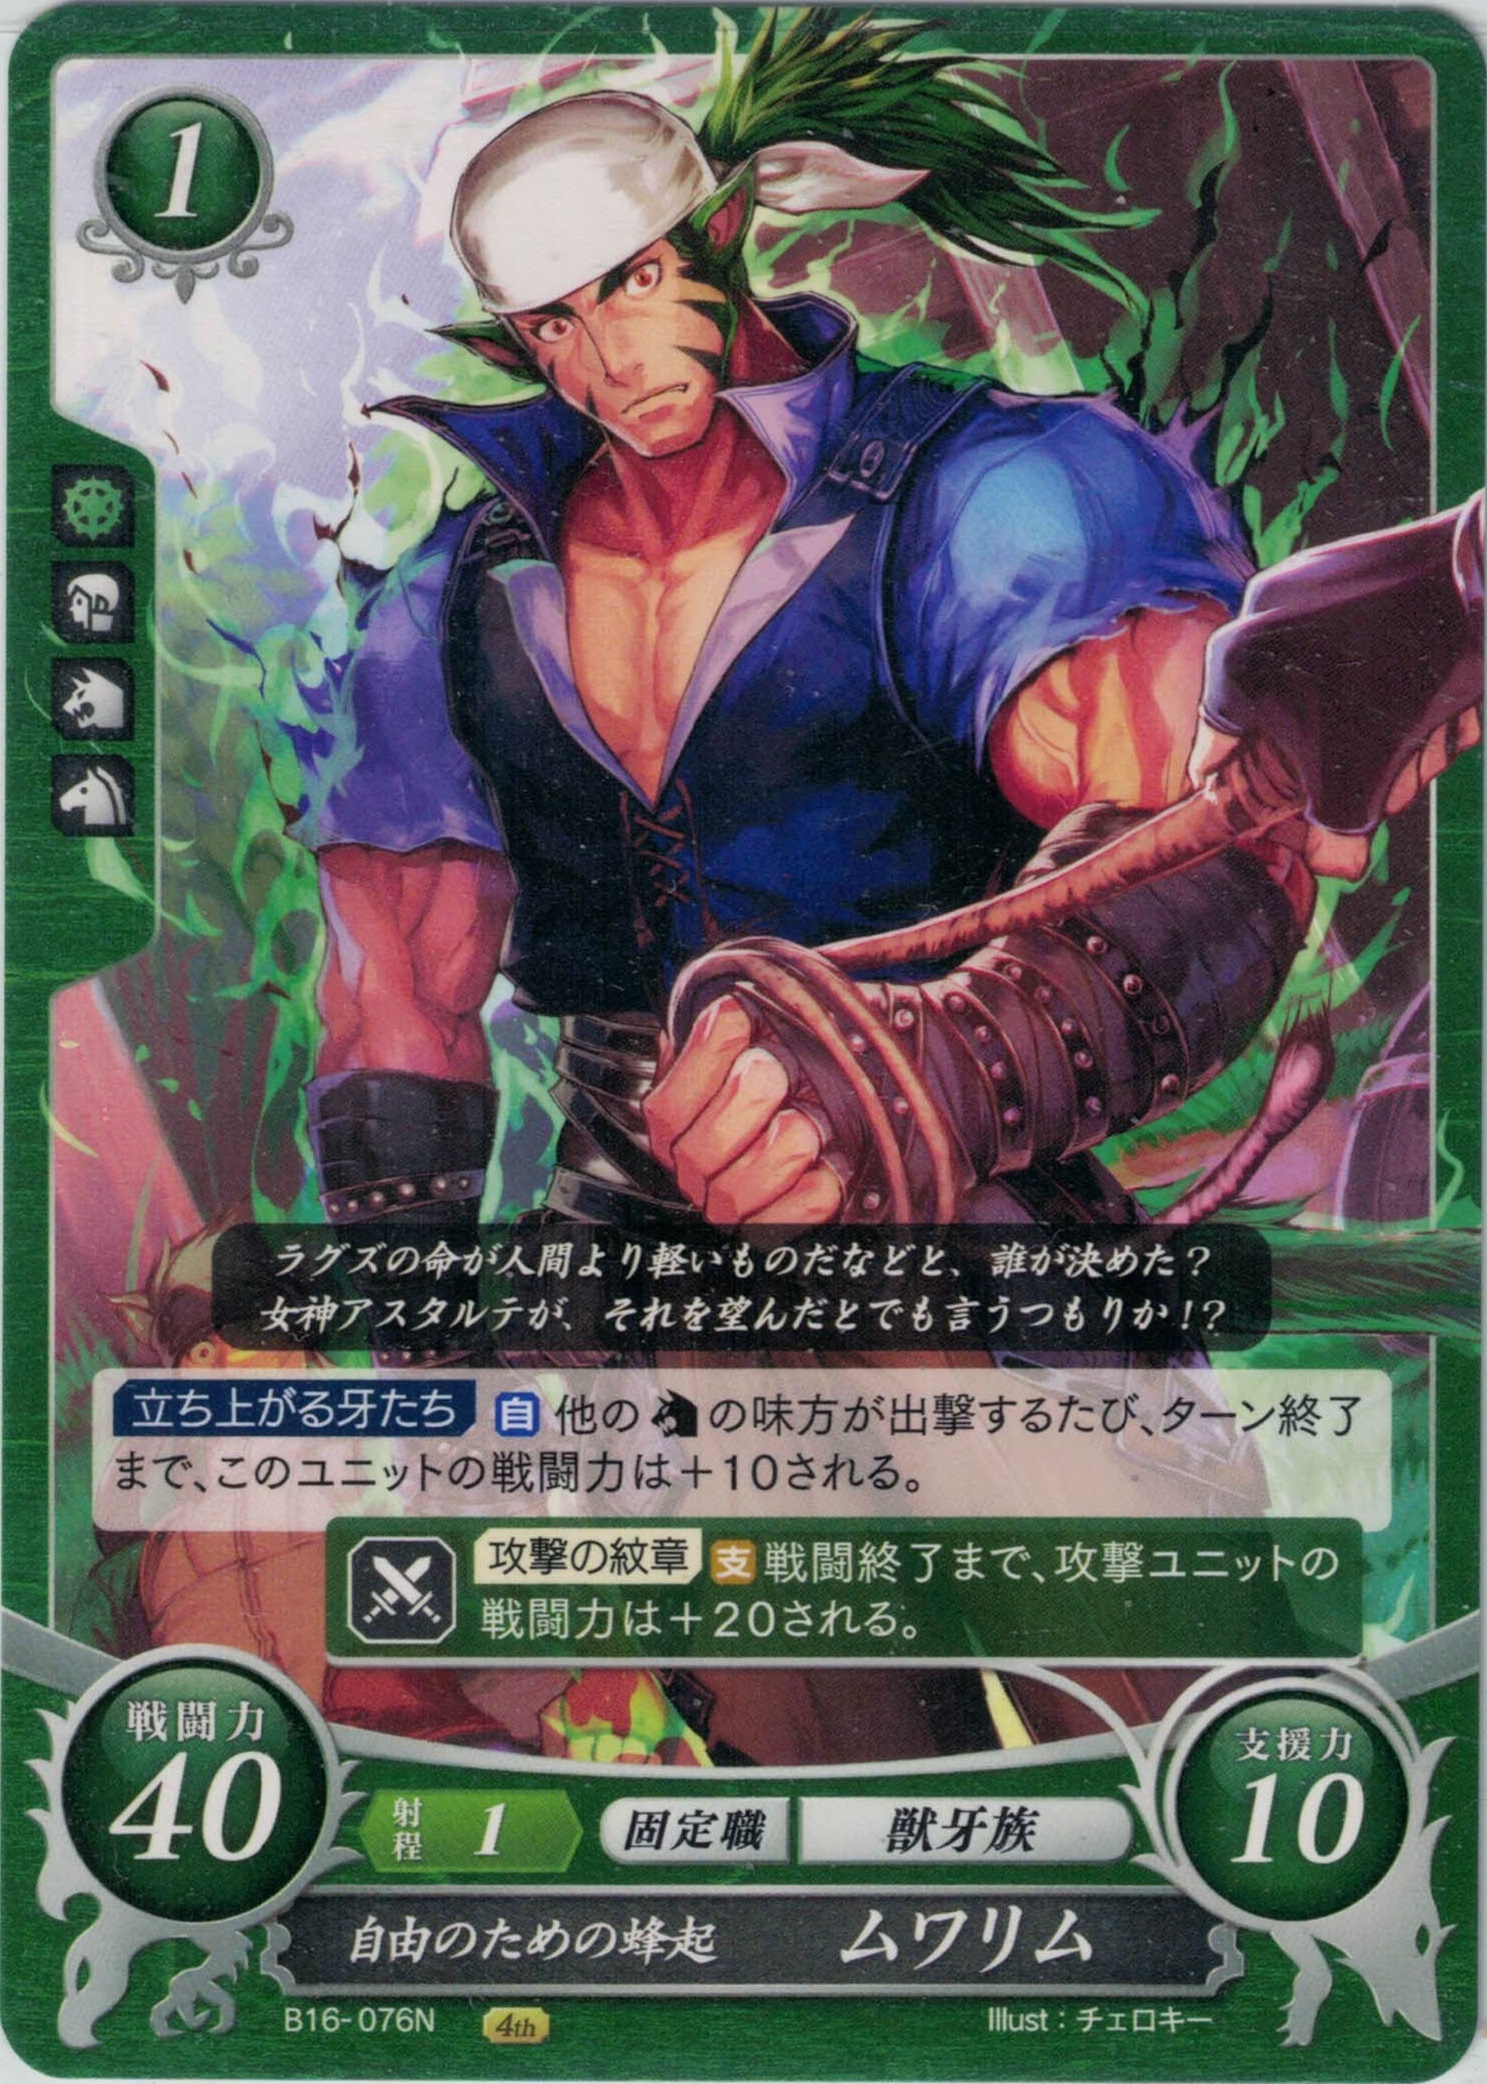 1
ラグズの命が人間より軽いものだなどと、誰が決めた？
女神アスタルテが、それを望んだとでも言うつもりか！？
立ち上がる牙たち 自 他の の味方が出撃するたび、ターン終了
まで、このユニットの戦闘力は＋10される。
攻撃の紋章 支 戦闘終了まで、攻撃ユニットの
戦闘力は＋20される。
戦闘力
40
射程 1
固定職
獣牙族
支援力
10
自由のための蜂起 ムワリム
B16-076N 4th Illust：チェロキー